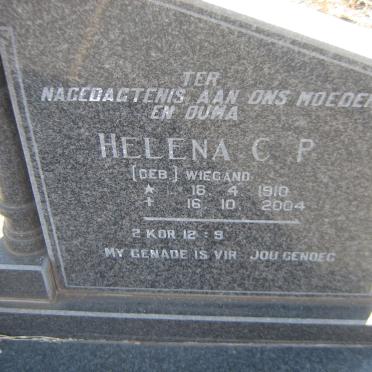 TER
NAGEDAGTENIS AAN ONS MOEDER
EN OUMA
HELENA C P
(GEB) WIEGAND
★ 16 4 1910
✝ 16 10 2004
2 KOR 12 : 9
MY GENADE IS VIR JOU GENOEG